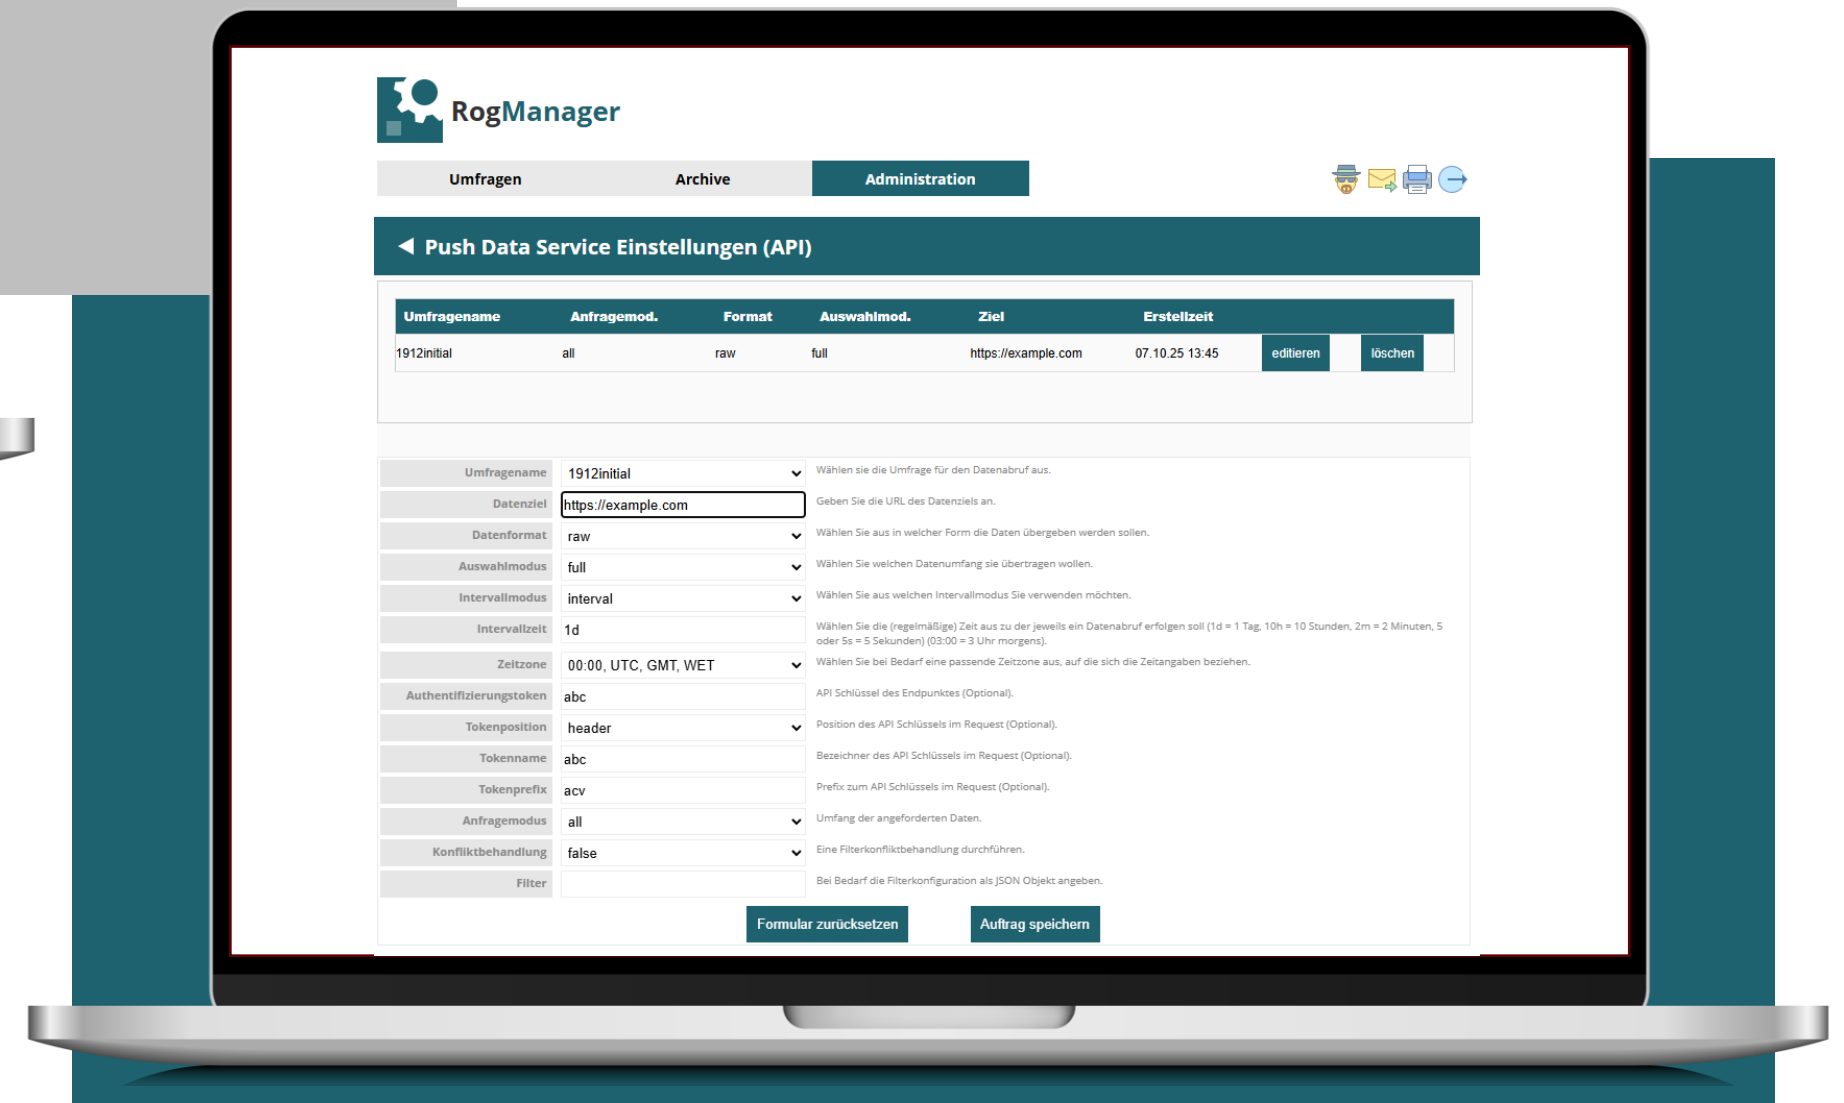 RogManager
Umfragen Archive Administration
Push Data Service Einstellungen (API)
Umfragename Anfragemod. Format Auswahlmod. Ziel Erstellzeit
1912initial all raw full https://example.com 07.10.25 13:45 editieren löschen
Umfragename 1912initial Wählen sie die Umfrage für den Datenabruf aus.
Datenziel https://example.com Geben Sie die URL des Datenziels an.
Datenformat raw Wählen Sie aus in welcher Form die Daten übergeben werden sollen.
Auswahlmodus full Wählen Sie welchen Datenumfang sie übertragen wollen.
Intervallmodus interval Wählen Sie aus welchen Intervallmodus Sie verwenden möchten.
Intervallzeit 1d Wählen Sie die (regelmäßige) Zeit aus zu der jeweils ein Datenabruf erfolgen soll (1d = 1 Tag, 10h = 10 Stunden, 2m = 2 Minuten, 5
oder 5s = 5 Sekunden) (03:00 = 3 Uhr morgens).
Zeitzone 00:00, UTC, GMT, WET Wählen Sie bei Bedarf eine passende Zeitzone aus, auf die sich die Zeitangaben beziehen.
Authentifizierungstoken abc API Schlüssel des Endpunktes (Optional).
Tokenposition header Position des API Schlüssels im Request (Optional).
Tokenname abc Bezeichner des API Schlüssels im Request (Optional).
Tokenprefix acv Prefix zum API Schlüssels im Request (Optional).
Anfragemodus all Umfang der angeforderten Daten.
Konfliktbehandlung false Eine Filterkonfliktbehandlung durchführen.
Filter Bei Bedarf die Filterkonfiguration als JSON Objekt angeben.
Formular zurücksetzen Auftrag speichern